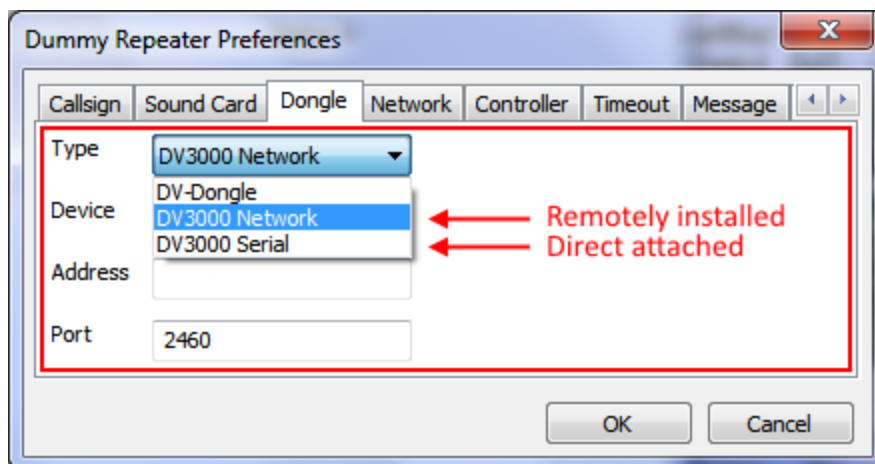 Dummy Repeater Preferences
Callsign Sound Card Dongle Network Controller Timeout Message
Type DV3000 Network
DV-Dongle
Device DV3000 Network Remotely installed
DV3000 Serial Direct attached
Address
Port 2460
OK Cancel